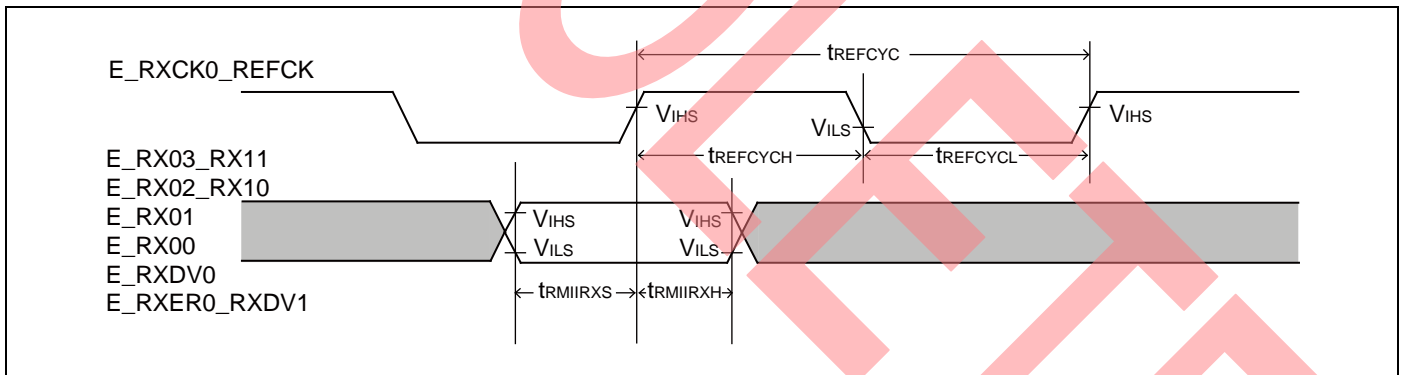 tREFCYC
E_RXCK0_REFCK
VIHS
VILS
VIHS
tREFCYCH
tREFCYCL
E_RX03_RX11
E_RX02_RX10
E_RX01
E_RX00
E_RXDV0
E_RXER0_RXDV1
VIHS
VILS
VIHS
VILS
tRMIIRXS
tRMIIRXH